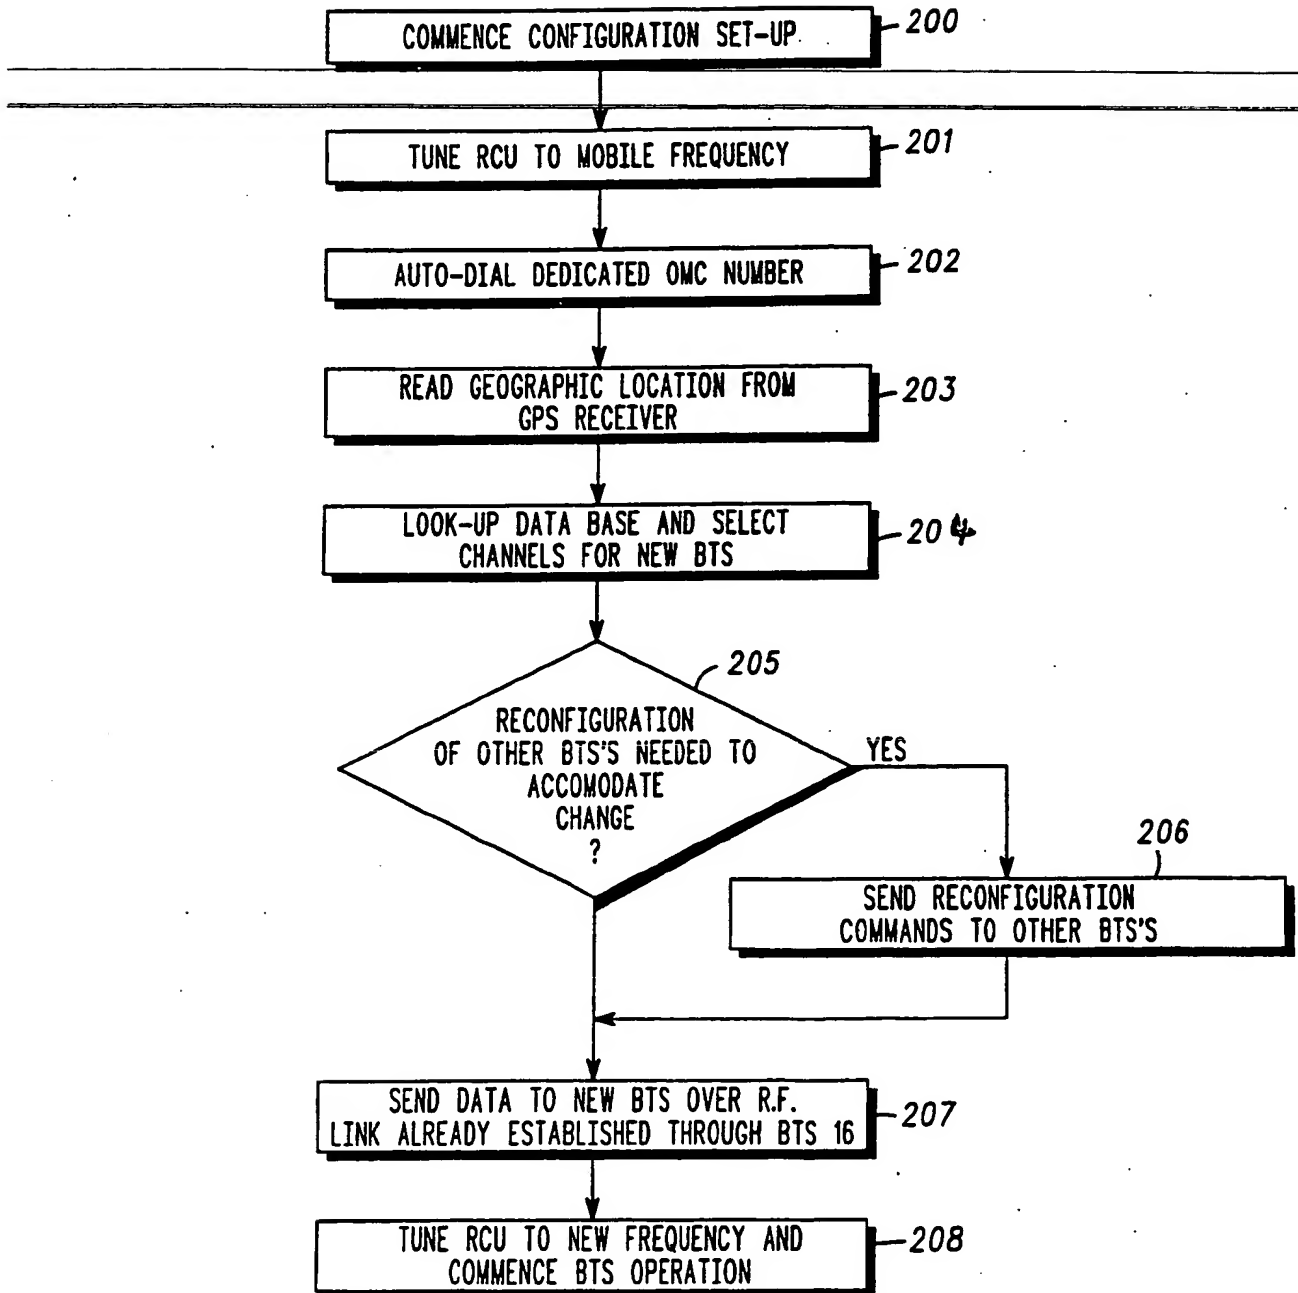 COMMENCE CONFIGURATION SET-UP
200
TUNE RCU TO MOBILE FREQUENCY
201
AUTO-DIAL DEDICATED OMC NUMBER
202
READ GEOGRAPHIC LOCATION FROM
GPS RECEIVER
203
LOOK-UP DATA BASE AND SELECT
CHANNELS FOR NEW BTS
204
205
RECONFIGURATION
OF OTHER BTS'S NEEDED TO
ACCOMODATE
CHANGE
?
YES
206
SEND RECONFIGURATION
COMMANDS TO OTHER BTS'S
SEND DATA TO NEW BTS OVER R.F.
LINK ALREADY ESTABLISHED THROUGH BTS 16
207
TUNE RCU TO NEW FREQUENCY AND
COMMENCE BTS OPERATION
208